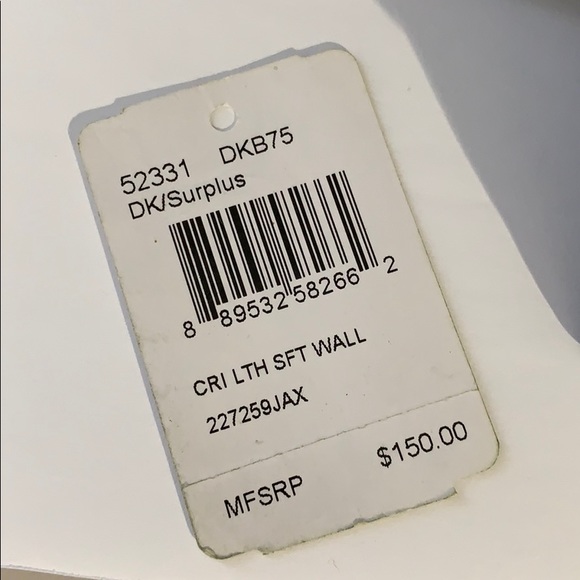 52331 DKB75
DK/Surplus
8 89532 58266 2
CRI LTH SFT WALL
227259JAX
MFSRP $150.00